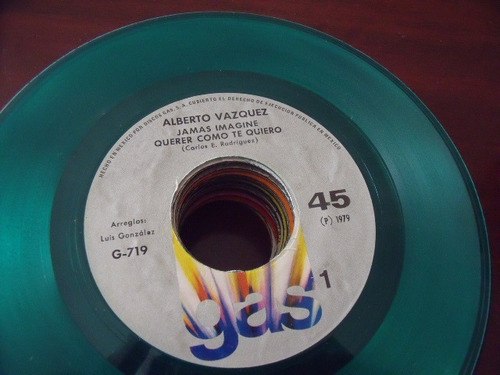 HECHO EN MEXICO POR DISCOS GAS, S.A. CUBIERTO EL DERECHO DE EJECUCION PUBLICA EN MEXICO
ALBERTO VAZQUEZ
JAMAS IMAGINE
QUERER COMO TE QUIERO
(Carlos E. Rodríguez)
45
(P) 1979
Arreglos:
Luis González
G-719
1
gas